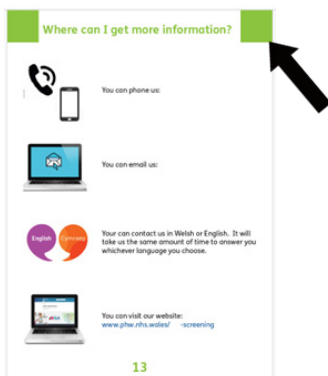 Where can I get more information?
You can phone us:
You can email us:
English Cymraeg
Your can contact us in Welsh or English. It will
take us the same amount of time to answer you
whichever language you choose.
You can visit our website:
www.phw.nhs.wales/ -screening
13